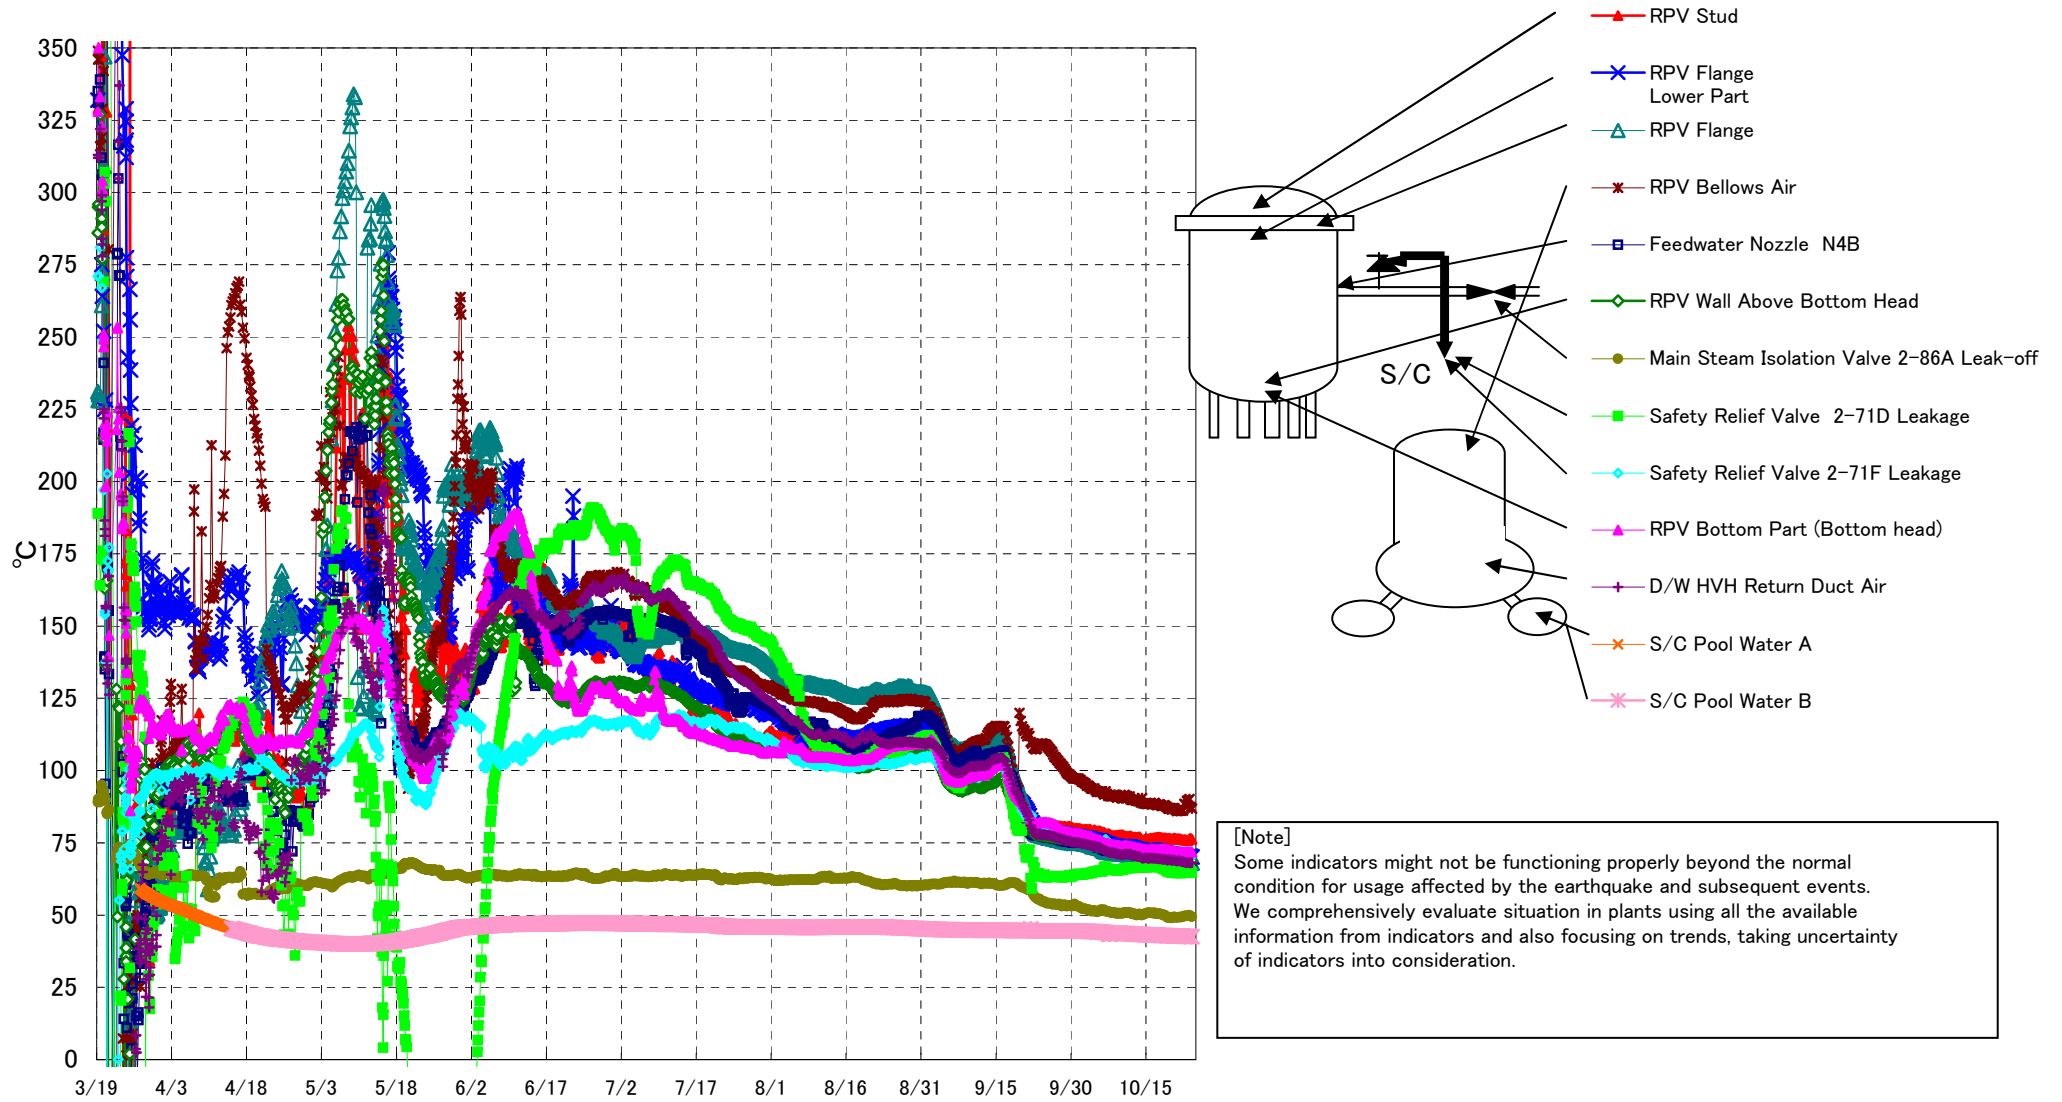 350
325
300
275
250
225
200
175
150
125
100
75
50
25
0
℃
3/19 4/3 4/18 5/3 5/18 6/2 6/17 7/2 7/17 8/1 8/16 8/31 9/15 9/30 10/15
RPV Stud
RPV Flange
Lower Part
RPV Flange
RPV Bellows Air
Feedwater Nozzle N4B
RPV Wall Above Bottom Head
Main Steam Isolation Valve 2-86A Leak-off
Safety Relief Valve 2-71D Leakage
Safety Relief Valve 2-71F Leakage
RPV Bottom Part (Bottom head)
D/W HVH Return Duct Air
S/C Pool Water A
S/C Pool Water B
S/C
[Note]
Some indicators might not be functioning properly beyond the normal
condition for usage affected by the earthquake and subsequent events.
We comprehensively evaluate situation in plants using all the available
information from indicators and also focusing on trends, taking uncertainty
of indicators into consideration.